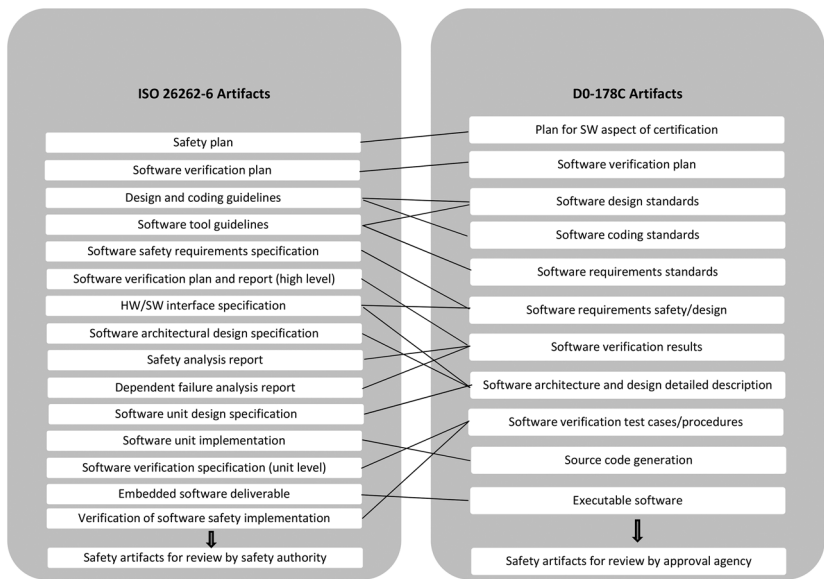 ISO 26262-6 Artifacts
Safety plan
Software verification plan
Design and coding guidelines
Software tool guidelines
Software safety requirements specification
Software verification plan and report (high level)
HW/SW interface specification
Software architectural design specification
Safety analysis report
Dependent failure analysis report
Software unit design specification
Software unit implementation
Software verification specification (unit level)
Embedded software deliverable
Verification of software safety implementation
Safety artifacts for review by safety authority
D0-178C Artifacts
Plan for SW aspect of certification
Software verification plan
Software design standards
Software coding standards
Software requirements standards
Software requirements safety/design
Software verification results
Software architecture and design detailed description
Software verification test cases/procedures
Source code generation
Executable software
Safety artifacts for review by approval agency